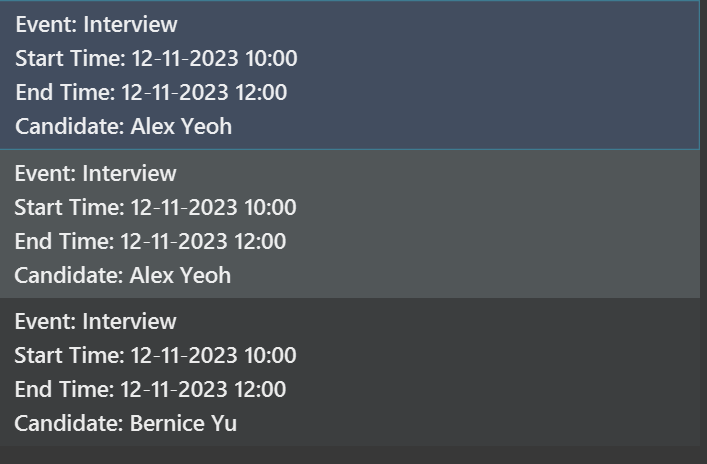 Event: Interview
Start Time: 12-11-2023 10:00
End Time: 12-11-2023 12:00
Candidate: Alex Yeoh
Event: Interview
Start Time: 12-11-2023 10:00
End Time: 12-11-2023 12:00
Candidate: Alex Yeoh
Event: Interview
Start Time: 12-11-2023 10:00
End Time: 12-11-2023 12:00
Candidate: Bernice Yu